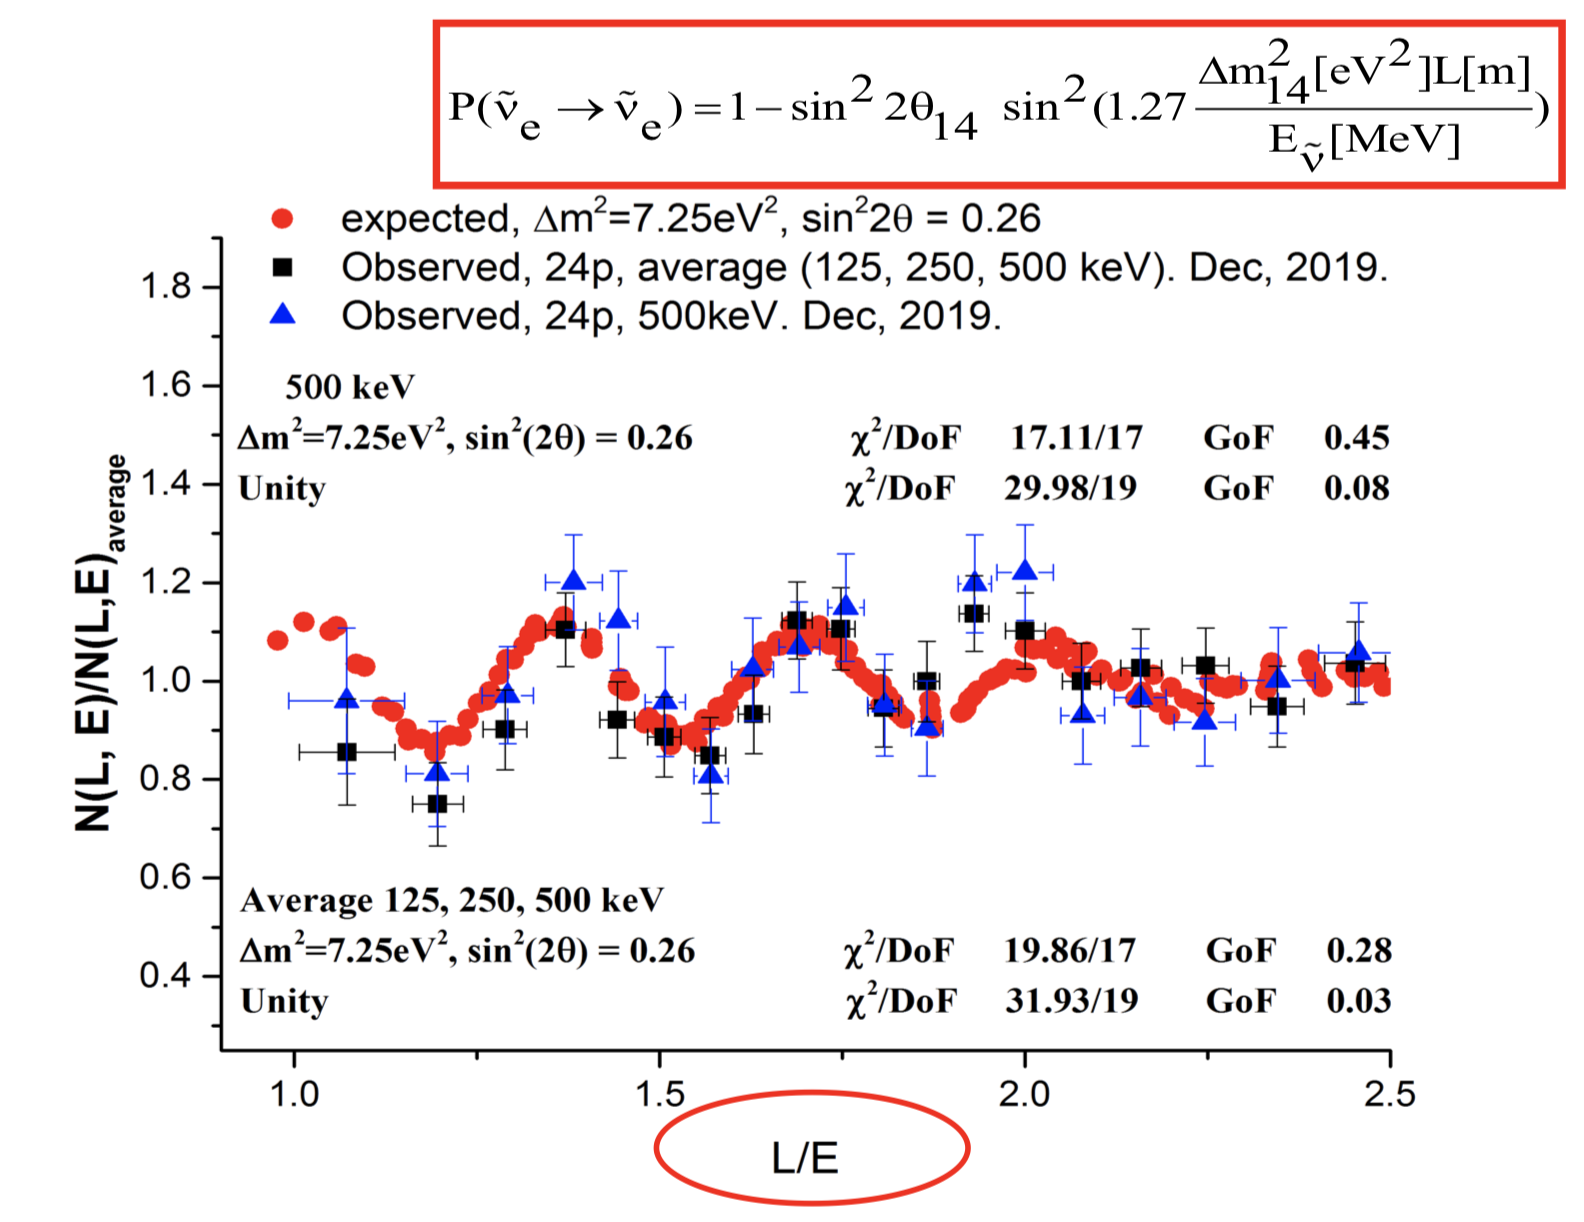 P(ν̃e → ν̃e) = 1 − sin² 2θ14 sin²(1.27 Δm²14[eV²]L[m] / Eν̃[MeV])
expected, Δm²=7.25eV², sin²2θ = 0.26
Observed, 24p, average (125, 250, 500 keV). Dec, 2019.
Observed, 24p, 500keV. Dec, 2019.
500 keV
Δm²=7.25eV², sin²(2θ) = 0.26 χ²/DoF 17.11/17 GoF 0.45
Unity χ²/DoF 29.98/19 GoF 0.08
N(L, E)/N(L,E)average
1.8
1.6
1.4
1.2
1.0
0.8
0.6
0.4
Average 125, 250, 500 keV
Δm²=7.25eV², sin²(2θ) = 0.26 χ²/DoF 19.86/17 GoF 0.28
Unity χ²/DoF 31.93/19 GoF 0.03
1.0 1.5 2.0 2.5
L/E